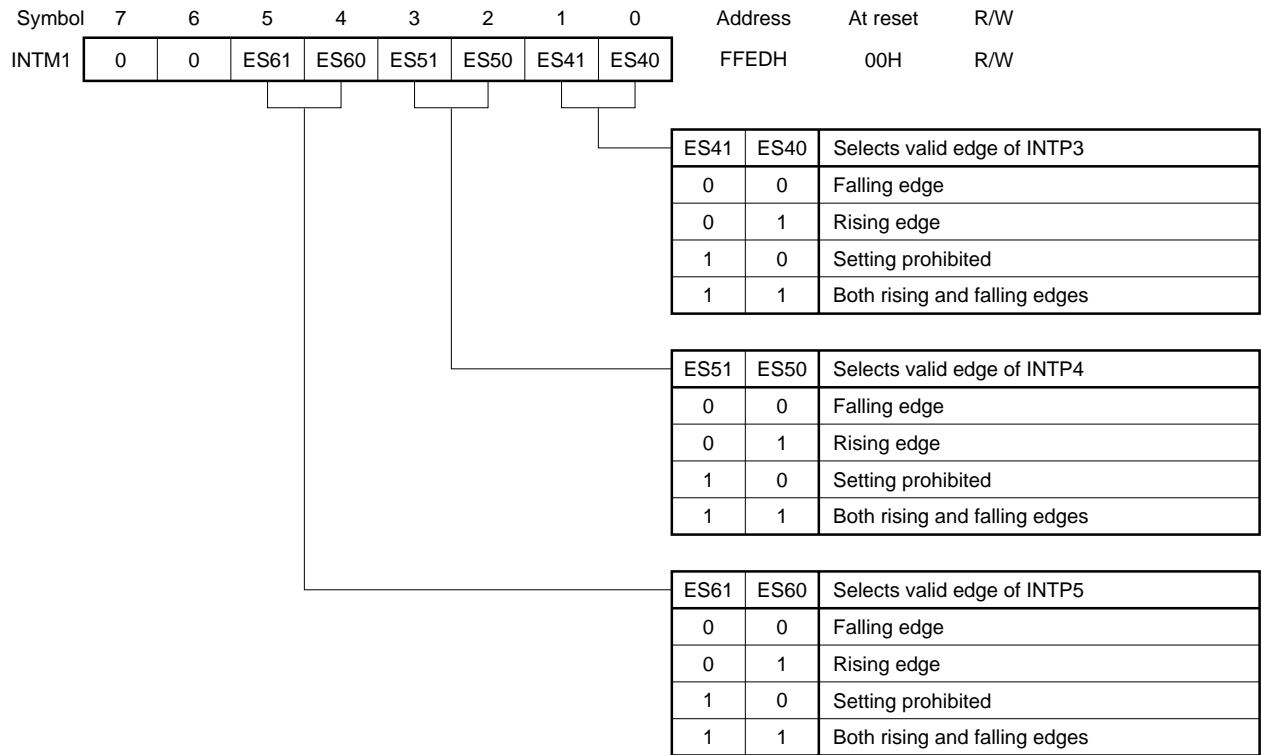 Symbol 7 6 5 4 3 2 1 0 Address At reset R/W
INTM1 0 0 ES61 ES60 ES51 ES50 ES41 ES40 FFEDH 00H R/W
ES41 ES40 Selects valid edge of INTP3
0 0 Falling edge
0 1 Rising edge
1 0 Setting prohibited
1 1 Both rising and falling edges
ES51 ES50 Selects valid edge of INTP4
0 0 Falling edge
0 1 Rising edge
1 0 Setting prohibited
1 1 Both rising and falling edges
ES61 ES60 Selects valid edge of INTP5
0 0 Falling edge
0 1 Rising edge
1 0 Setting prohibited
1 1 Both rising and falling edges